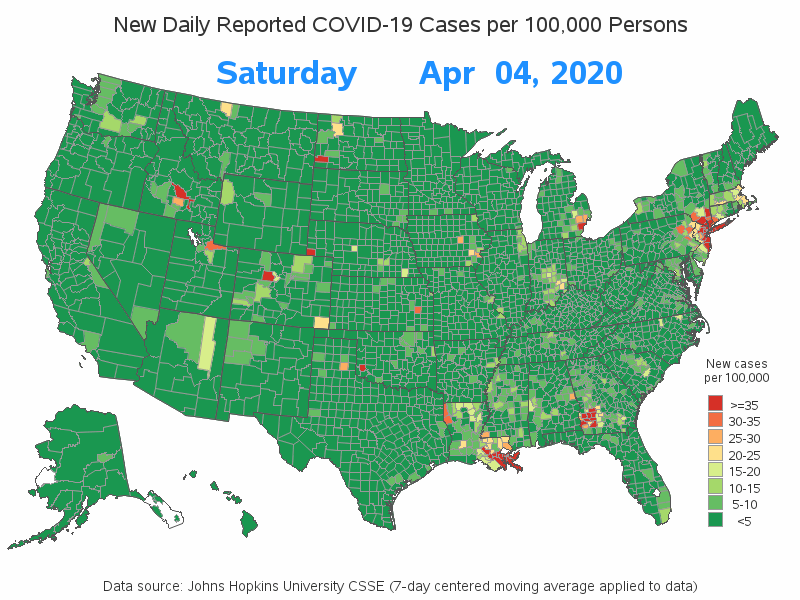 New Daily Reported COVID-19 Cases per 100,000 Persons
Saturday Apr 04, 2020
New cases
per 100,000
>=35
30-35
25-30
20-25
15-20
10-15
5-10
<5
Data source: Johns Hopkins University CSSE (7-day centered moving average applied to data)